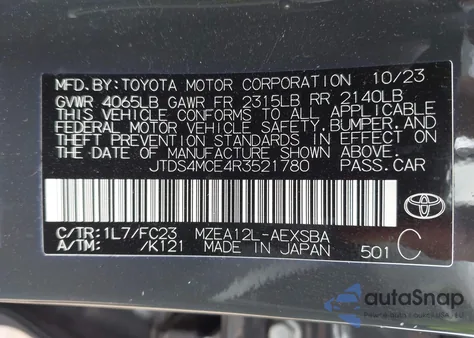 MFD.BY: TOYOTA MOTOR CORPORATION 10/23
GVWR 4065LB GAWR FR 2315LB RR 2140LB
THIS VEHICLE CONFORMS TO ALL APPLICABLE
FEDERAL MOTOR VEHICLE SAFETY, BUMPER, AND
THEFT PREVENTION STANDARDS IN EFFECT ON
THE DATE OF MANUFACTURE SHOWN ABOVE.
JTDS4MCE4R3521780 PASS.CAR
C/TR: 1L7/FC23 MZEA12L-AEXSBA
A/TM: /K121 MADE IN JAPAN 501 C
autoSnap